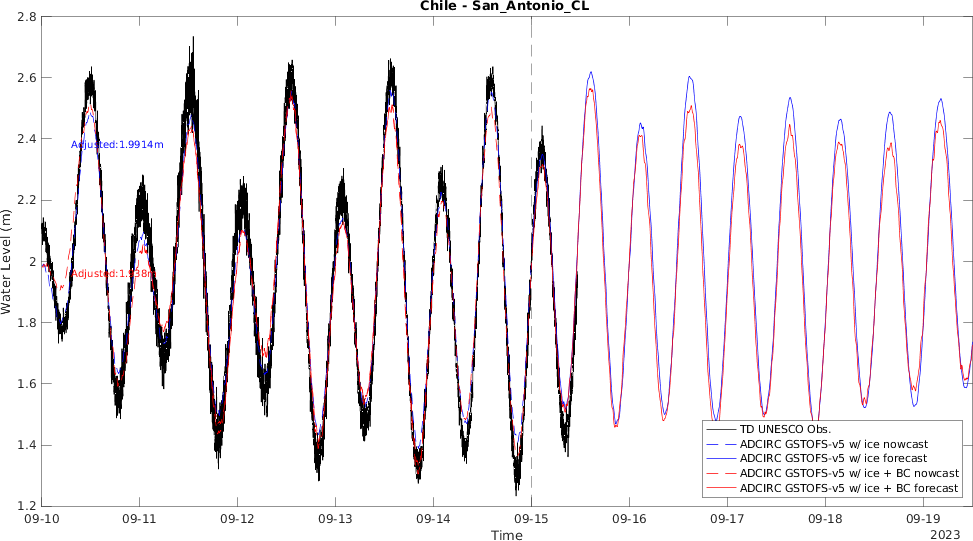 Chile - San_Antonio_CL
2.8
2.6
2.4
2.2
2
1.8
1.6
1.4
1.2
Water Level (m)
Adjusted:1.9914m
Adjusted:1.938m
TD UNESCO Obs.
ADCIRC GSTOFS-v5 w/ ice nowcast
ADCIRC GSTOFS-v5 w/ ice forecast
ADCIRC GSTOFS-v5 w/ ice + BC nowcast
ADCIRC GSTOFS-v5 w/ ice + BC forecast
09-10 09-11 09-12 09-13 09-14 09-15 09-16 09-17 09-18 09-19
Time
2023